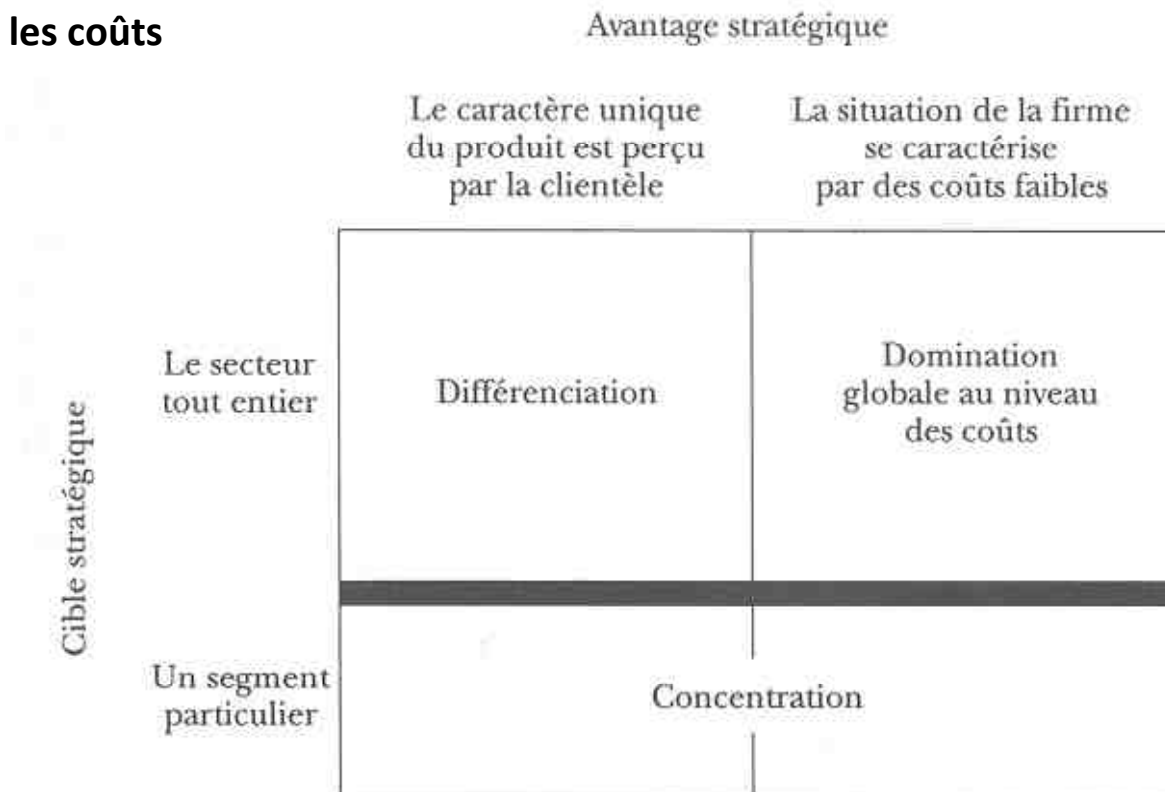 les coûts
Avantage stratégique
Le caractère unique
du produit est perçu
par la clientèle
La situation de la firme
se caractérise
par des coûts faibles
Cible stratégique
Le secteur
tout entier
Différenciation
Domination
globale au niveau
des coûts
Un segment
particulier
Concentration